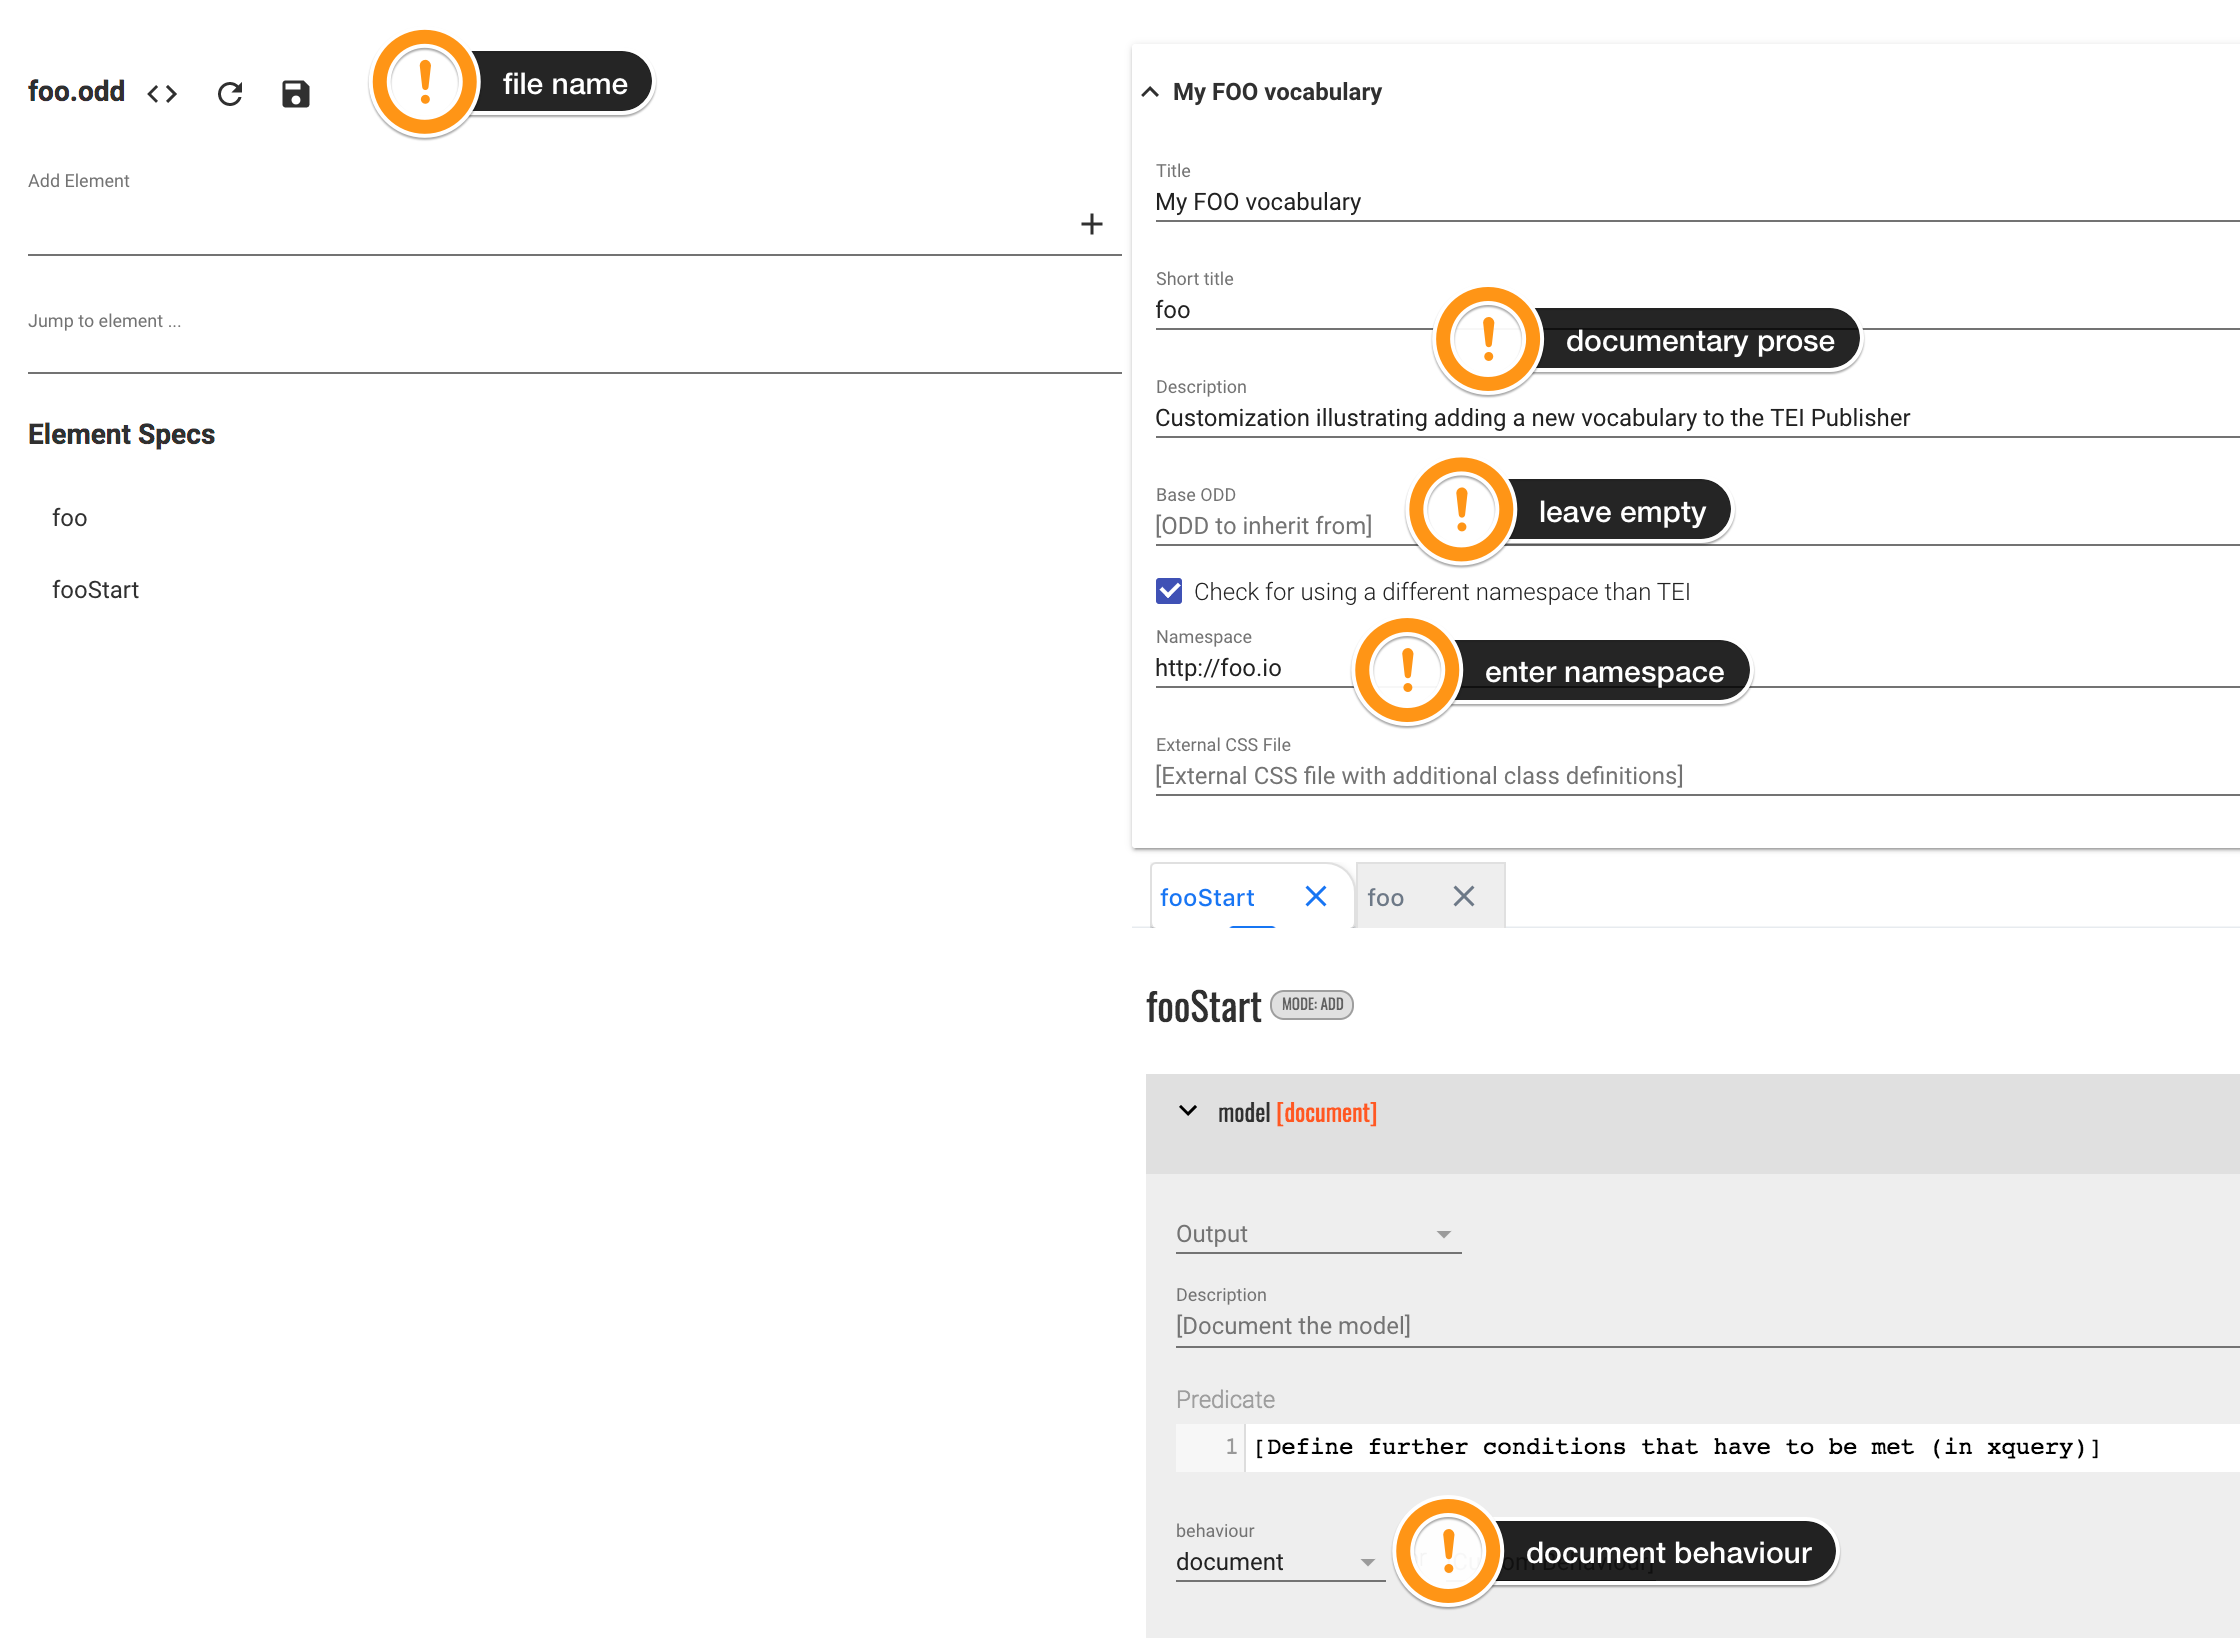 foo.odd
file name
Add Element
Jump to element ...
Element Specs
foo
fooStart
My FOO vocabulary
Title
My FOO vocabulary
Short title
foo
documentary prose
Description
Customization illustrating adding a new vocabulary to the TEI Publisher
Base ODD
[ODD to inherit from]
leave empty
Check for using a different namespace than TEI
Namespace
http://foo.io
enter namespace
External CSS File
[External CSS file with additional class definitions]
fooStart
foo
fooStart MODE: ADD
model [document]
Output
Description
[Document the model]
Predicate
1 [Define further conditions that have to be met (in xquery)]
behaviour
document
document behaviour